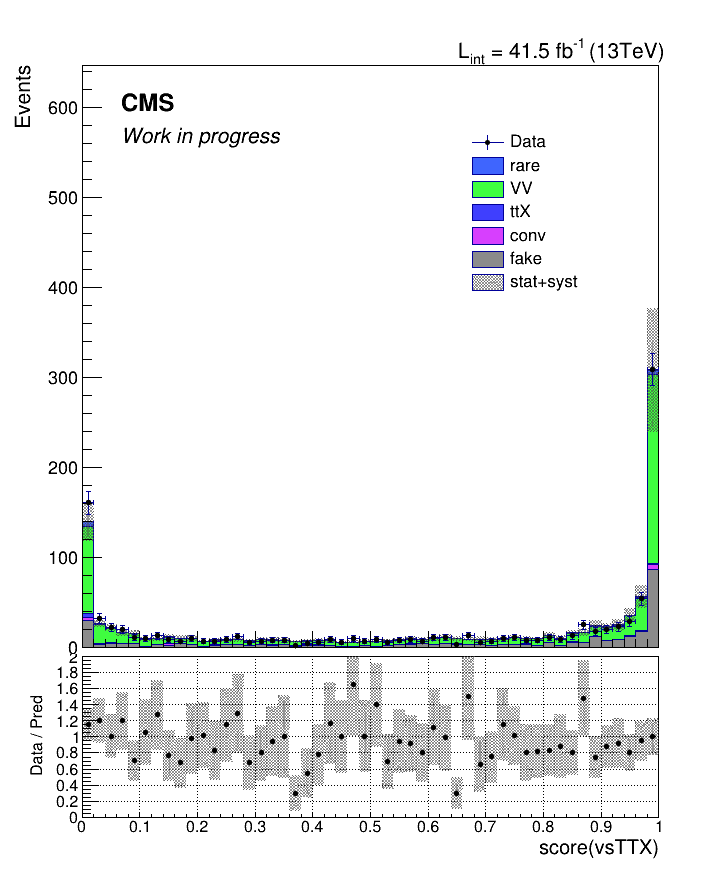 L_int = 41.5 fb^-1 (13TeV)
Events
CMS
Work in progress
Data
rare
VV
ttX
conv
fake
stat+syst
600
500
400
300
200
100
0
Data / Pred
2
1.8
1.6
1.4
1.2
1
0.8
0.6
0.4
0.2
0
0 0.1 0.2 0.3 0.4 0.5 0.6 0.7 0.8 0.9 1
score(vsTTX)